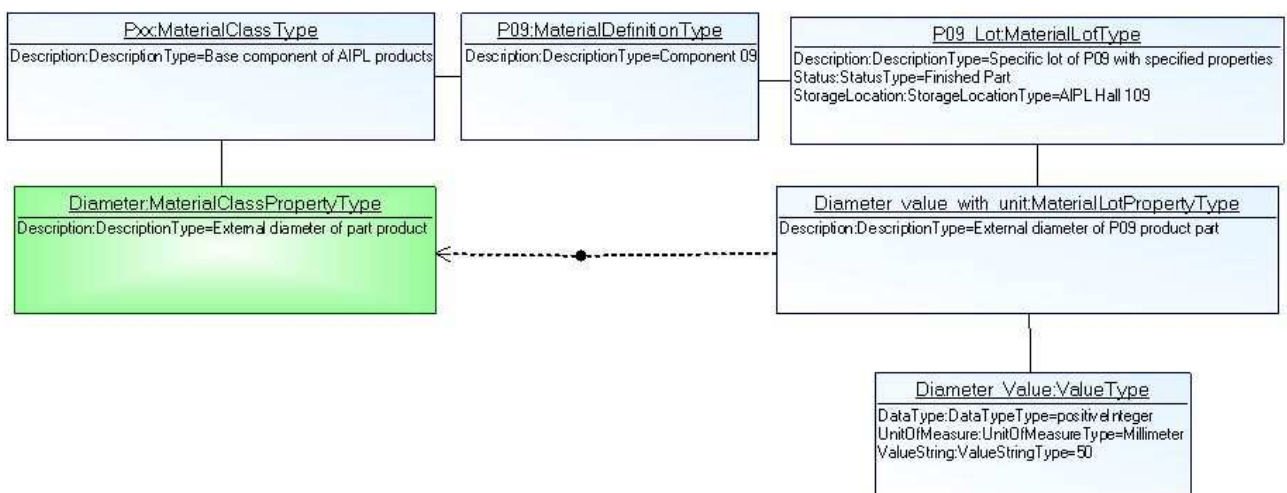 Pxx:MaterialClassType
Description:DescriptionType=Base component of AIPL products
P09:MaterialDefinitionType
Description:DescriptionType=Component 09
P09_Lot:MaterialLotType
Description:DescriptionType=Specific lot of P09 with specified properties
Status:StatusType=Finished Part
StorageLocation:StorageLocationType=AIPL Hall 109
Diameter:MaterialClassPropertyType
Description:DescriptionType=External diameter of part product
Diameter_value_with_unit:MaterialLotPropertyType
Description:DescriptionType=External diameter of P09 product part
Diameter_Value:ValueType
DataType:DataTypeType=positiveInteger
UnitOfMeasure:UnitOfMeasureType=Millimeter
ValueString:ValueStringType=50